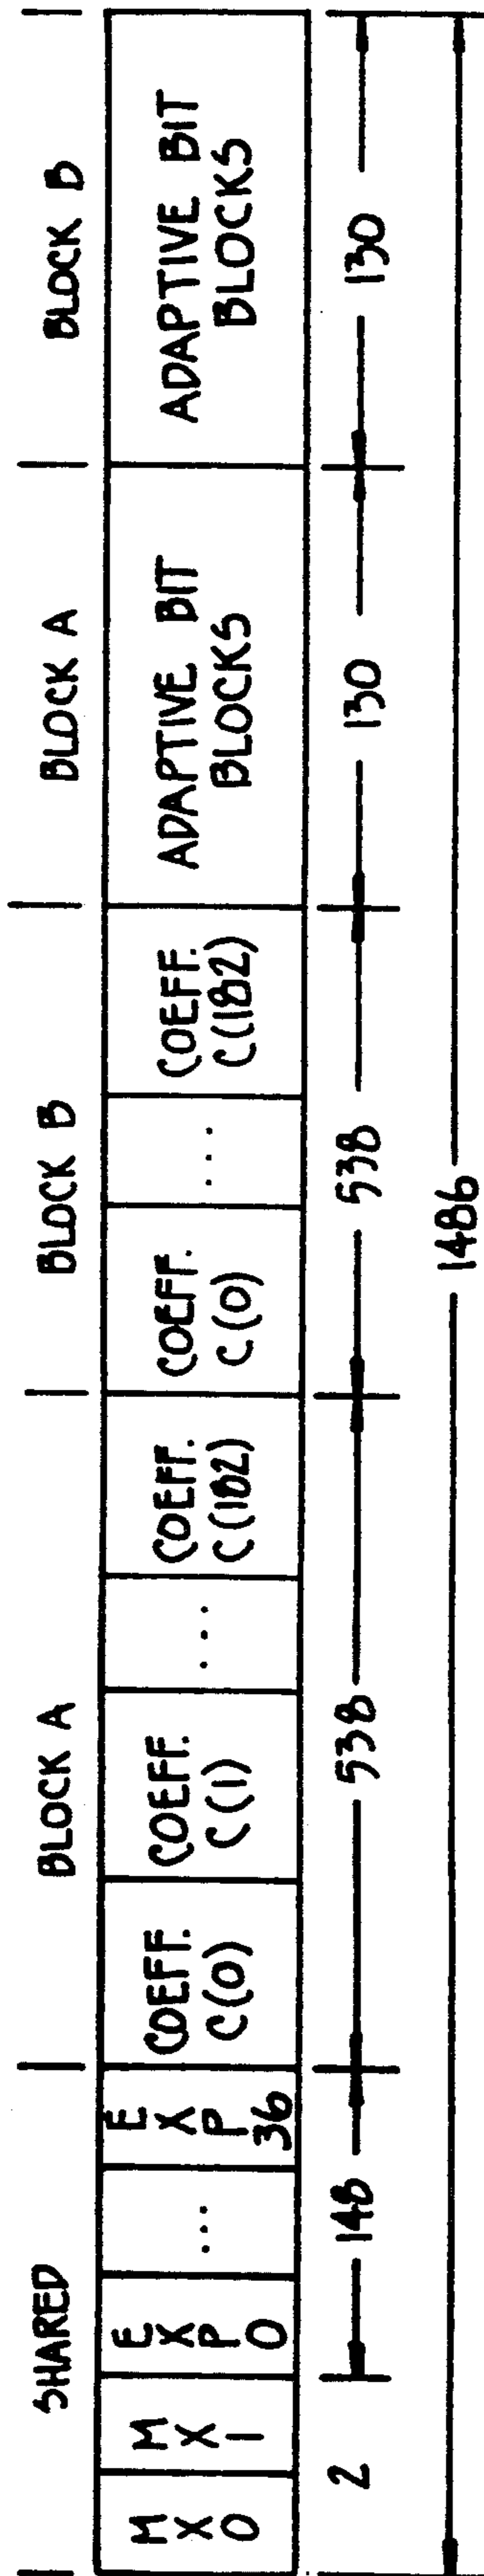 SHARED
BLOCK A
BLOCK B
BLOCK A
BLOCK B
M
X
0
M
X
1
E
X
P
0
...
E
X
P
36
COEFF.
C(0)
COEFF.
C(1)
...
COEFF.
C(182)
COEFF.
C(0)
...
COEFF.
C(182)
ADAPTIVE BIT
BLOCKS
ADAPTIVE BIT
BLOCKS
2
148
538
538
130
130
1486